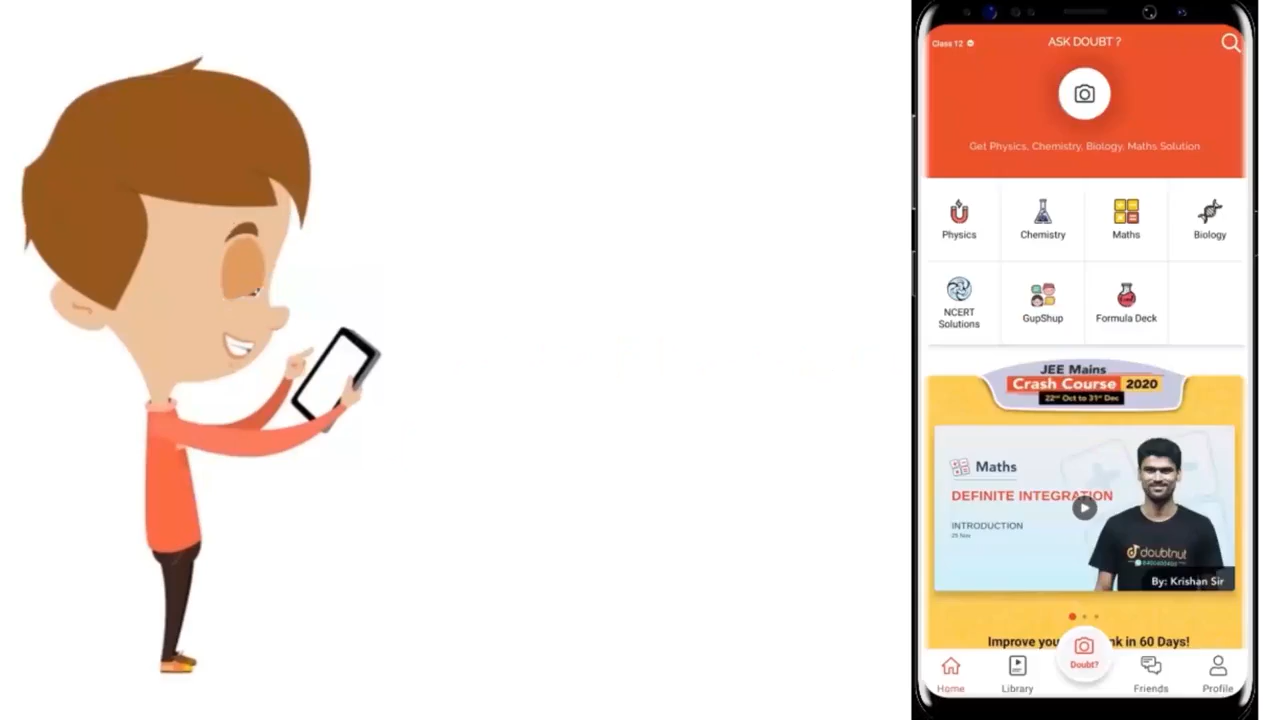 Class 12
ASK DOUBT ?
Get Physics, Chemistry, Biology, Maths Solution
Physics
Chemistry
Maths
Biology
NCERT
Solutions
GupShup
Formula Deck
JEE Mains
Crash Course 2020
22nd Oct to 31st Dec
Maths
DEFINITE INTEGRATION
INTRODUCTION
doubtnut
By: Krishan Sir
Improve you nk in 60 Days!
Doubt?
Home
Library
Friends
Profile